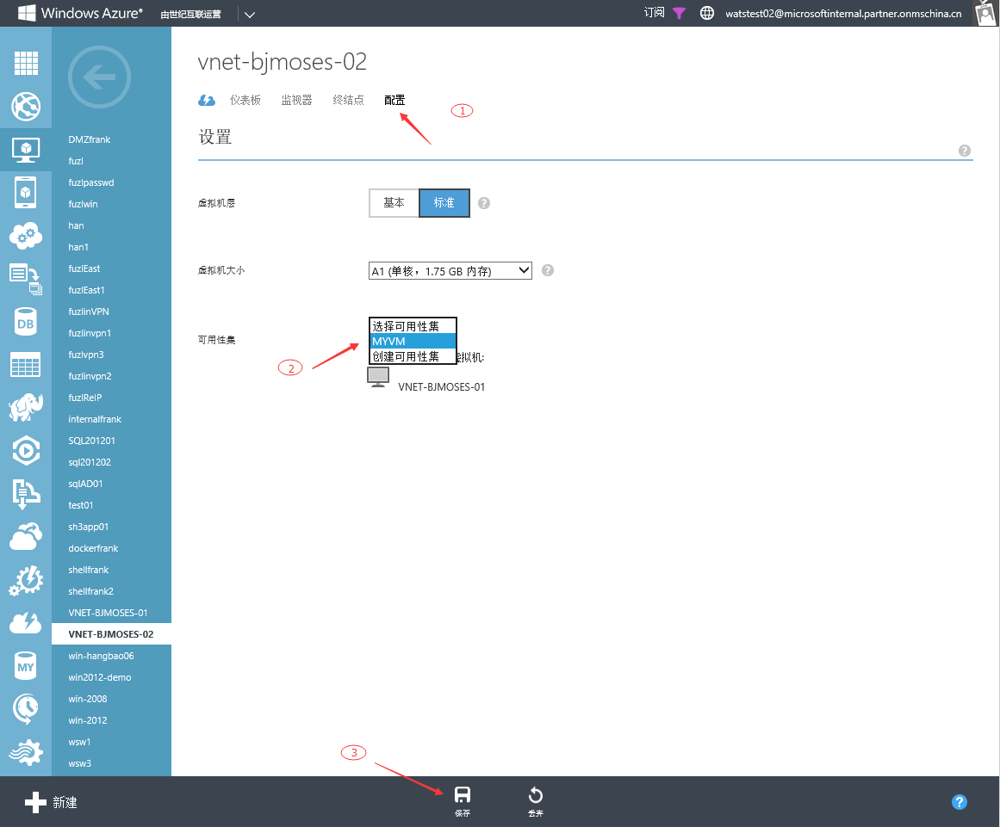 Windows Azure® 由世纪互联运营 订阅 watstest02@microsoftinternal.partner.onmschina.cn
DMZfrank
fuzl
fuzlpasswd
fuzlwin
han
han1
fuzlEast
fuzlEast1
fuzlinVPN
fuzlinvpn1
fuzlvpn3
fuzlinvpn2
fuzlReIP
internalfrank
SQL201201
sql201202
sqlAD01
test01
sh3app01
dockerfrank
shellfrank
shellfrank2
VNET-BJMOSES-01
VNET-BJMOSES-02
win-hangbao06
win2012-demo
win-2008
win-2012
wsw1
wsw3
DB
MY
vnet-bjmoses-02
仪表板 监视器 终结点 配置
1
设置
?
虚拟机层 基本 标准 ?
虚拟机大小 A1 (单核，1.75 GB 内存) ?
可用性集
选择可用性集
MYVM
创建可用性集 拟机:
2
VNET-BJMOSES-01
3
新建 保存 丢弃 ?